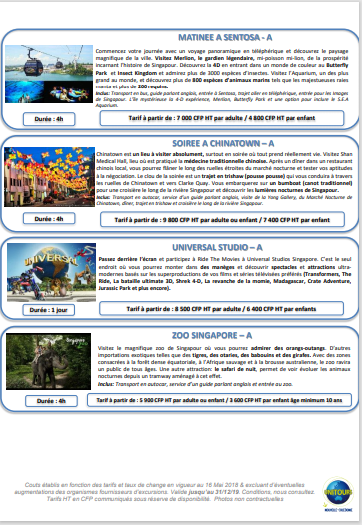 MATINEE A SENTOSA - A
Commencez votre journée avec un voyage panoramique en téléphérique et découvrez le paysage
magnifique de la ville. Visitez Merlion, le gardien légendaire, mi-poisson mi-lion, de la prospérité
incarnant l'histoire de Singapour. Découvrez la 4D en entrant dans un monde de couleur au Butterfly
Park et Insect Kingdom et admirez plus de 3000 espèces d'insectes. Visitez l'Aquarium, un des plus
grand au monde, et découvrez plus de 800 espèces d'animaux marins tels que les majestueuses raies
manta et plus de 200 requins.
Inclus: Transport en bus, guide parlant anglais, entrée a Sentosa, trajet aller en téléphérique, entrée pour les images
de Singapour. L'Ile mystérieuse la 4-D expérience, Merlion, Butterfly Park et une option pour inclure le S.E.A
Aquarium.
Durée : 4h
Tarif à partir de : 7 000 CFP HT par adulte / 4 800 CFP HT par enfant
SOIREE A CHINATOWN – A
Chinatown est un lieu à visiter absolument, surtout en soirée où tout prend réellement vie. Visitez Shan
Medical Hall, lieu où est pratiqué la médecine traditionnelle chinoise. Après un dîner dans un restaurant
chinois local, vous pourrez flâner le long des ruelles étroites du marché nocturne et tester vos aptitudes
à la négociation. Le clou de la soirée est un trajet en trishaw (pousse pousse) qui vous conduira à travers
les ruelles de Chinatown et vers Clarke Quay. Vous embarquerez sur un bumboat (canot traditionnel)
pour une croisière le long de la rivière Singapour et découvrir les lumières nocturnes de Singapour.
Inclus: Transport en autocar, service d'un guide parlant anglais, visite de la Yang Gallery, du Marché Nocturne de
Chinatown, dîner, trajet en trishaw et croisière le long de la rivière Singapour.
Durée : 4h
Tarif à partir de : 9 800 CFP HT par adulte ou enfant / 7 400 CFP HT par enfant
UNIVERSAL STUDIO – A
Passez derrière l'écran et participez à Ride The Movies à Universal Studios Singapore. C'est le seul
endroit où vous pourrez monter dans des manèges et découvrir spectacles et attractions ultra-
modernes basés sur les superproductions de vos films et séries télévisées préférés (Transformers, The
Ride, La bataille ultimate 3D, Shrek 4-D, La revanche de la momie, Madagascar, Crate Adventure,
Jurassic Park et plus encore).
Durée : 1 jour
Tarif à partir de : 8 500 CFP HT par adulte / 6 400 CFP HT par enfants
ZOO SINGAPORE – A
Visitez le magnifique zoo de Singapour où vous pourrez admirer des orangs-outangs. D'autres
importations exotiques telles que des tigres, des otaries, des babouins et des girafes. Avec des zones
consacrées à la forêt dense équatoriale, à l'Afrique sauvage et à la brousse australienne, le zoo ravira
un public de tous âges. Une autre attraction: le safari de nuit, permet de voir évoluer les animaux
nocturnes depuis un tramway aménagé à cet effet.
Inclus: Transport en autocar, service d'un guide parlant anglais et entrée au zoo.
Durée : 4h
Tarif à partir de : 5 900 CFP HT par adulte ou enfant / 3 600 CFP HT par enfant âge minimum 10 ans
Coûts établis en fonction des tarifs et taux de change en vigueur au 16 Mai 2018 & excluant d'éventuelles
augmentations des organismes fournisseurs d'excursions. Valide jusqu'au 31/12/19. Conditions, nous consulter.
Tarifs HT en CFP communiqués sous réserve de disponibilité. Photos non contractuelles
UNITOUR
NOUVELLE-CALEDONIE